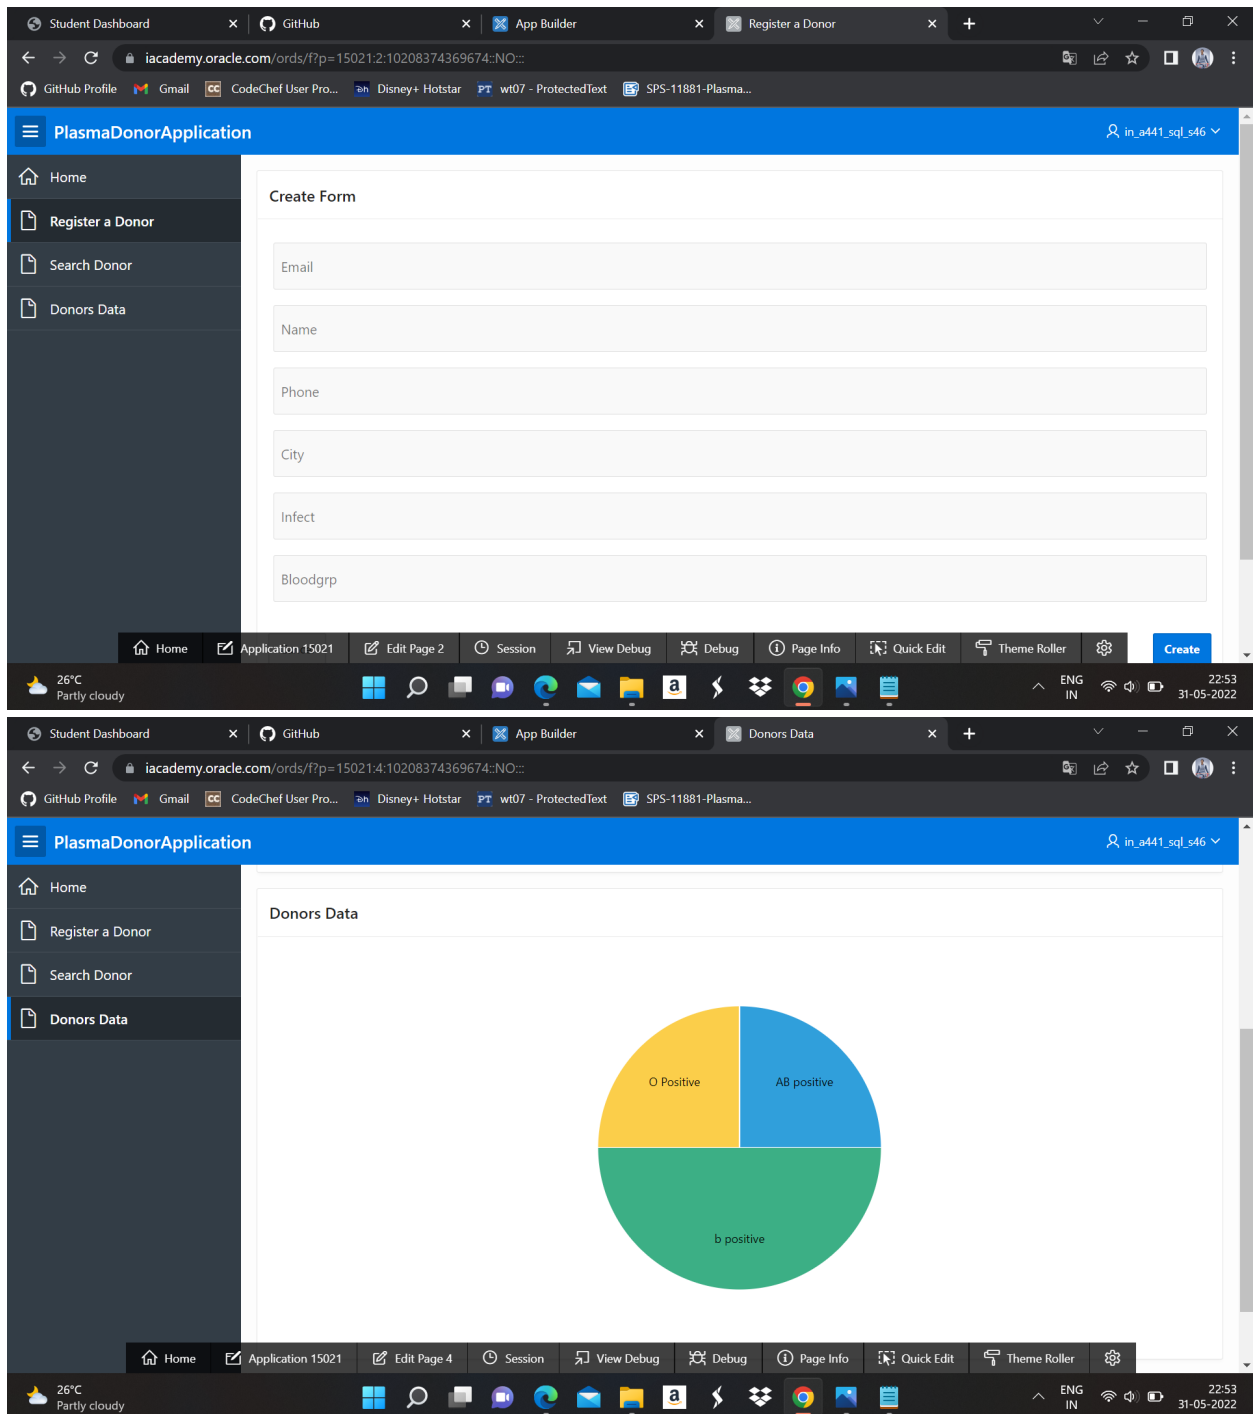 Student Dashboard GitHub App Builder Register a Donor
iacademy.oracle.com/ords/f?p=15021:2:10208374369674::NO:::
GitHub Profile Gmail CC CodeChef User Pro... Disney+ Hotstar PT wt07 - ProtectedText SPS-11881-Plasma...
PlasmaDonorApplication in_a441_sql_s46
Home
Register a Donor
Search Donor
Donors Data
Create Form
Email
Name
Phone
City
Infect
Bloodgrp
Home Application 15021 Edit Page 2 Session View Debug Debug Page Info Quick Edit Theme Roller Create
26°C
Partly cloudy
ENG
IN
22:53
31-05-2022
Student Dashboard GitHub App Builder Donors Data
iacademy.oracle.com/ords/f?p=15021:4:10208374369674::NO:::
GitHub Profile Gmail CC CodeChef User Pro... Disney+ Hotstar PT wt07 - ProtectedText SPS-11881-Plasma...
PlasmaDonorApplication in_a441_sql_s46
Home
Register a Donor
Search Donor
Donors Data
Donors Data
O Positive AB positive
b positive
Home Application 15021 Edit Page 4 Session View Debug Debug Page Info Quick Edit Theme Roller
26°C
Partly cloudy
ENG
IN
22:53
31-05-2022